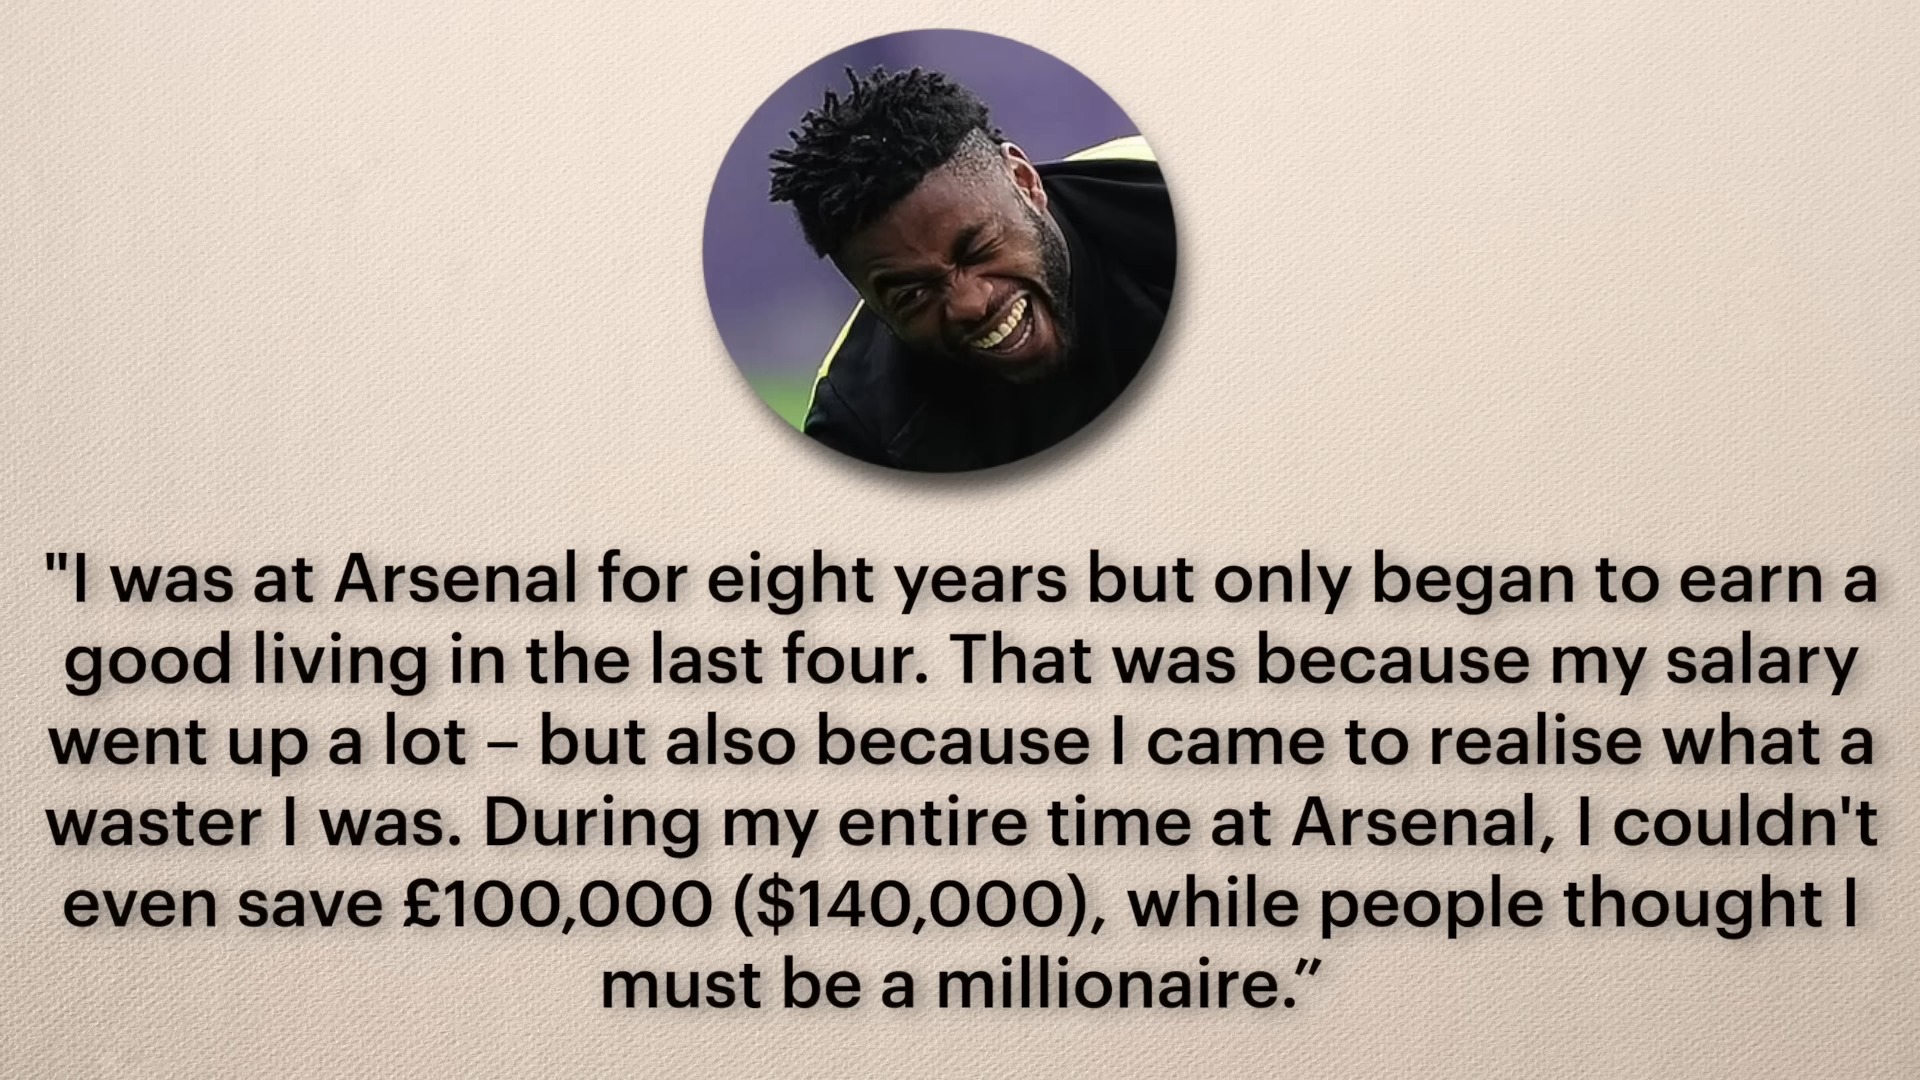 "I was at Arsenal for eight years but only began to earn a
good living in the last four. That was because my salary
went up a lot – but also because I came to realise what a
waster I was. During my entire time at Arsenal, I couldn't
even save £100,000 ($140,000), while people thought I
must be a millionaire.”